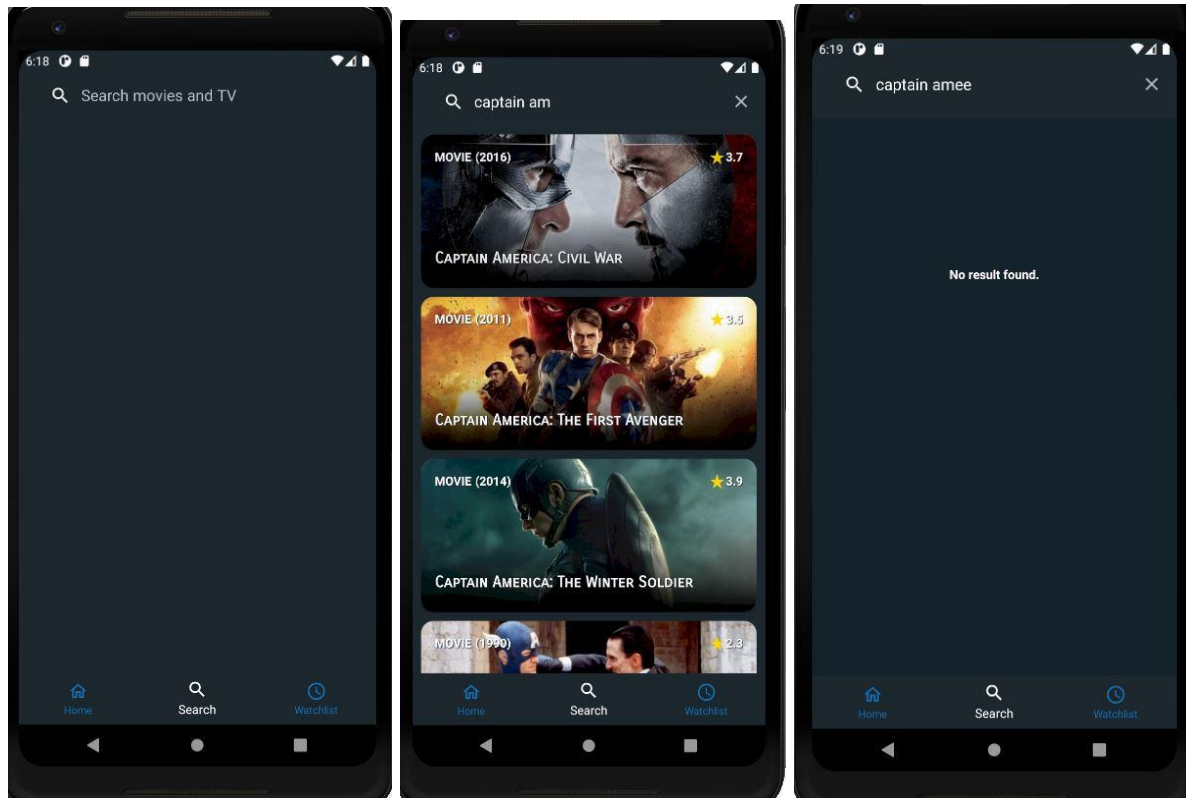 6:18
Search movies and TV
Home Search Watchlist
6:18
captain am
MOVIE (2016) 3.7
CAPTAIN AMERICA: CIVIL WAR
MOVIE (2011) 3.5
CAPTAIN AMERICA: THE FIRST AVENGER
MOVIE (2014) 3.9
CAPTAIN AMERICA: THE WINTER SOLDIER
MOVIE (1990) 2.3
Home Search Watchlist
6:19
captain amee
No result found.
Home Search Watchlist